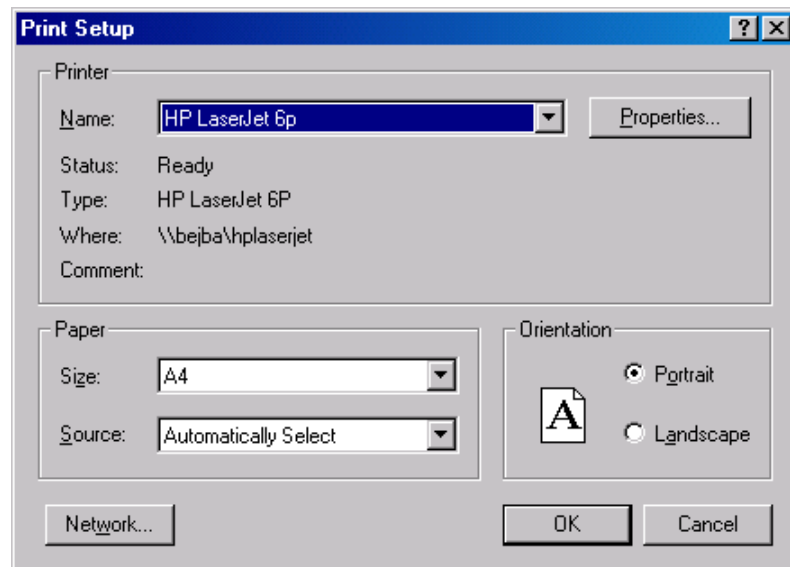 Print Setup
Printer
Name: HP LaserJet 6p Properties...
Status: Ready
Type: HP LaserJet 6P
Where: \\bejba\hplaserjet
Comment:
Paper
Size: A4
Source: Automatically Select
Orientation
A
Portrait
Landscape
Network... OK Cancel